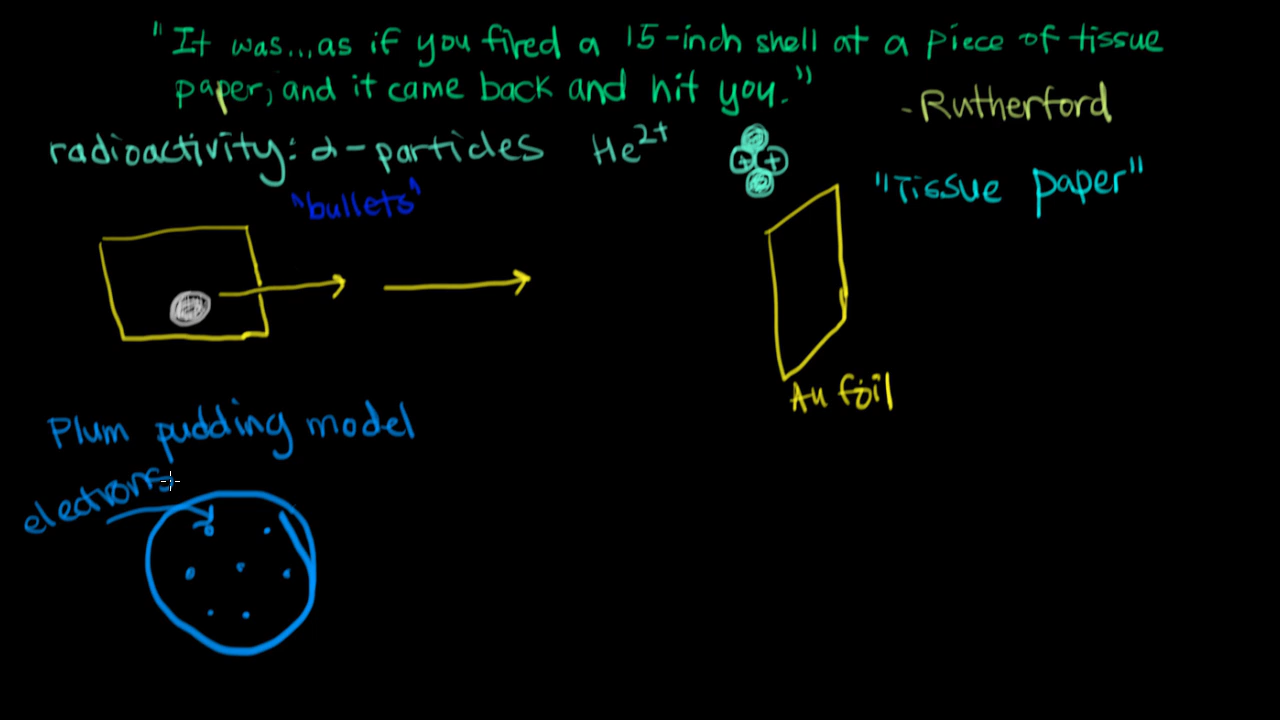 "It was...as if you fired a 15-inch shell at a piece of tissue
paper, and it came back and hit you."
-Rutherford
radioactivity: α-particles He2+
+ +
"bullets"
"Tissue paper"
Au foil
Plum pudding model
electrons